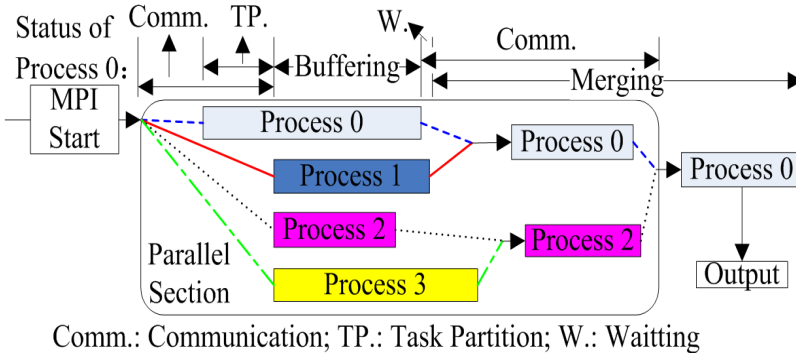 Status of
Process 0:
Comm.
TP.
W.
Comm.
Buffering
Merging
MPI
Start
Process 0
Process 1
Process 2
Process 3
Process 0
Process 2
Process 0
Parallel
Section
Output
Comm.: Communication; TP.: Task Partition; W.: Waitting